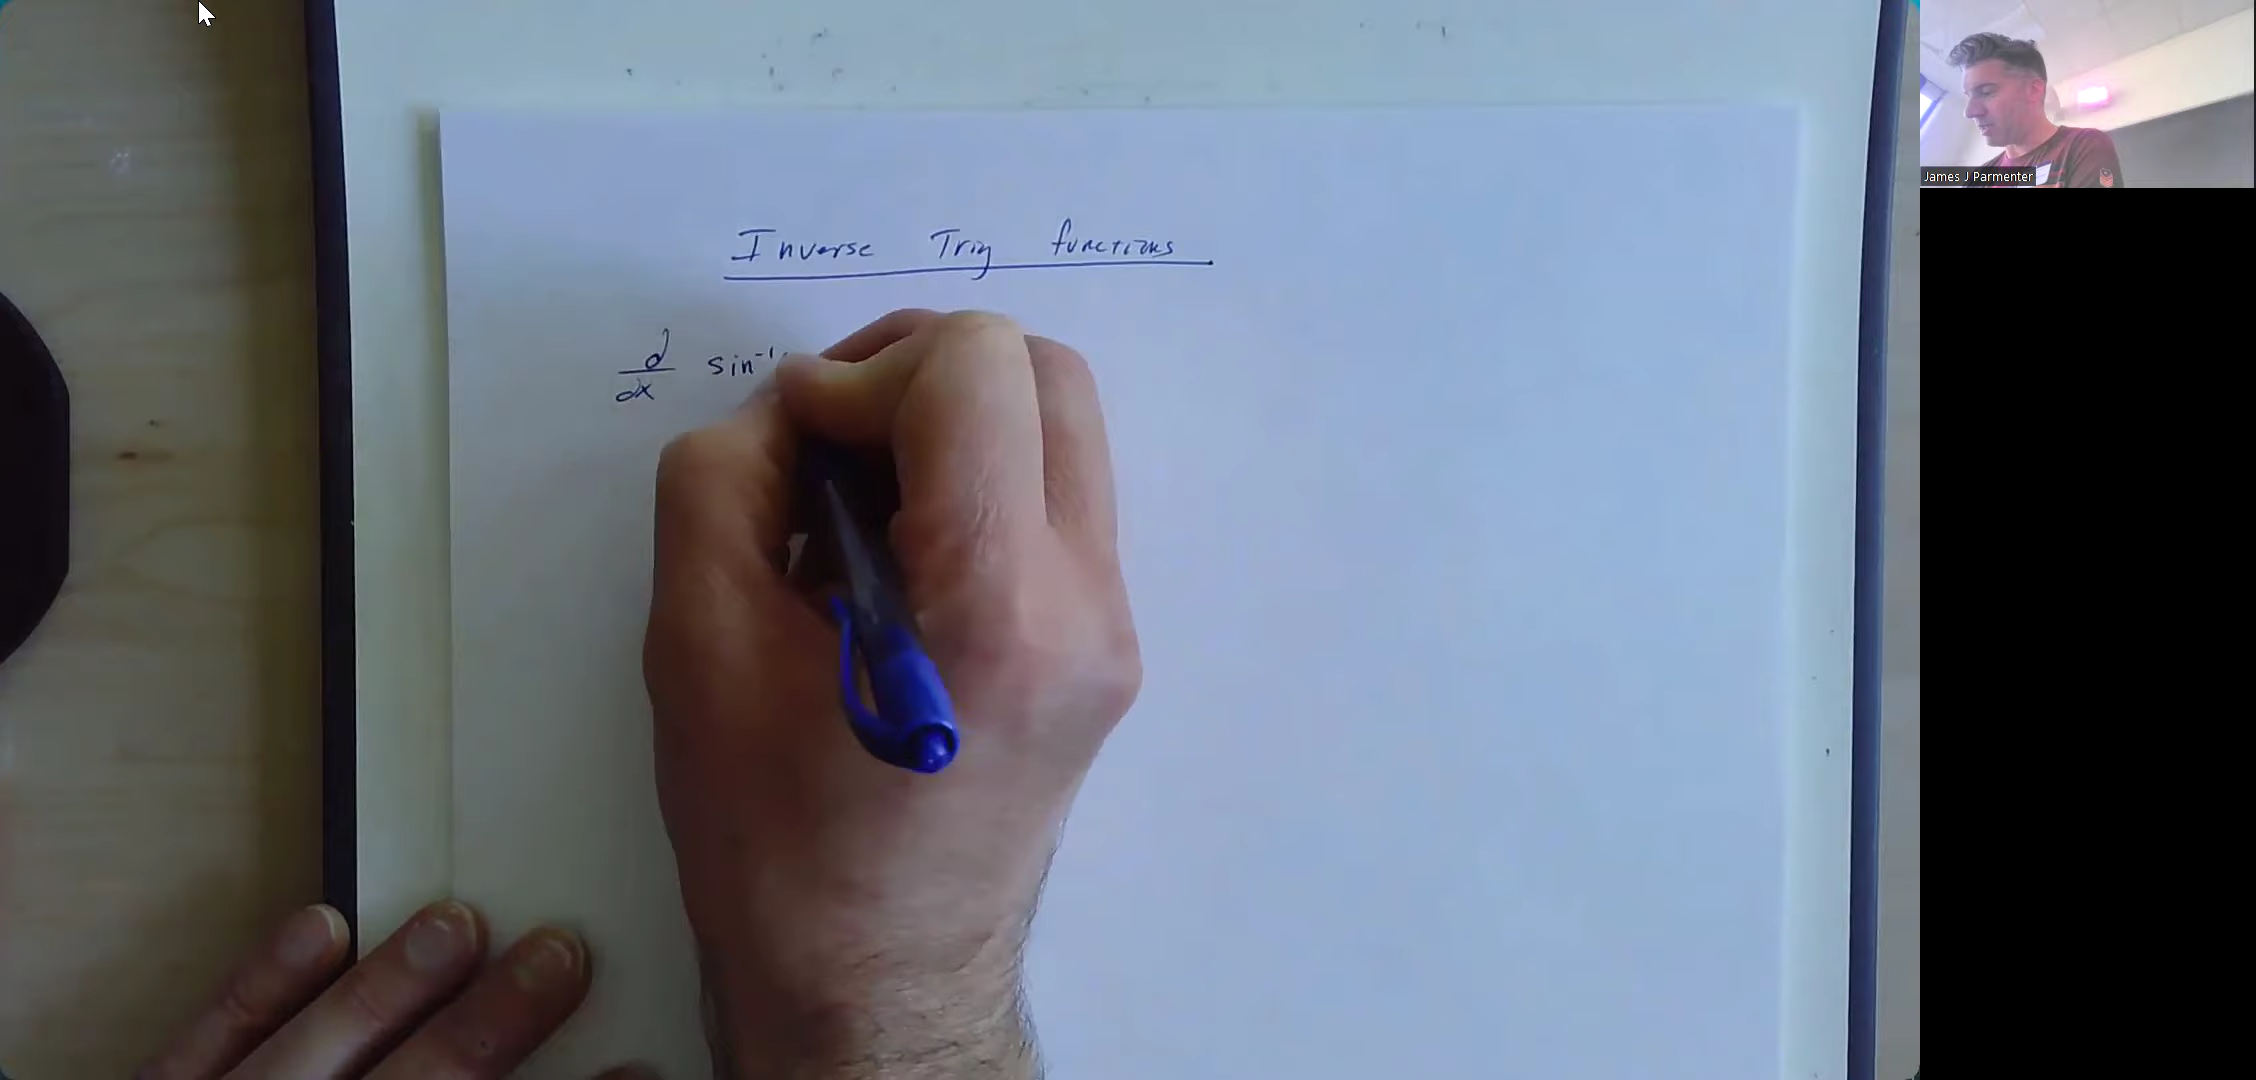 Inverse Trig functions
d
dx sin⁻¹(
James J Parmenter